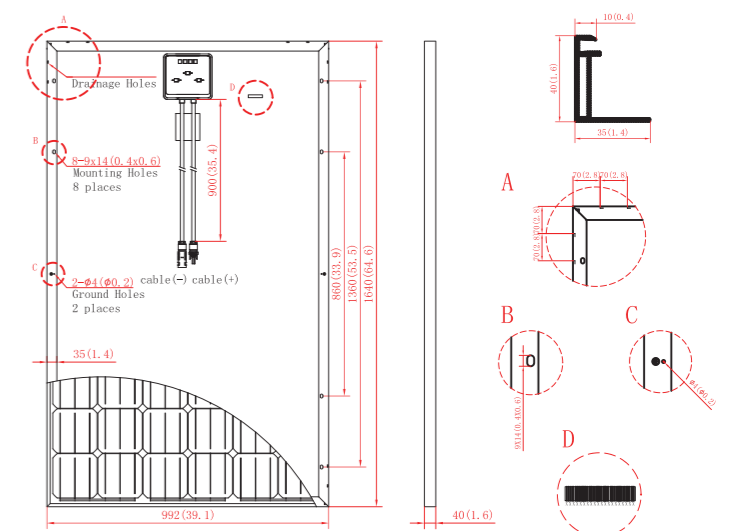 A
Drainage Holes
D
B
8-9x14(0.4x0.6)
Mounting Holes
8 places
C
2-φ4(φ0.2)
Ground Holes
2 places
cable(-) cable(+)
900(35.4)
860(33.9)
1360(53.5)
1640(64.6)
35(1.4)
992(39.1)
40(1.6)
10(0.4)
40(1.6)
35(1.4)
A
70(2.8)
70(2.8)
70(2.8)
70(2.8)
B
9x14(0.4x0.6)
C
φ4(φ0.2)
D